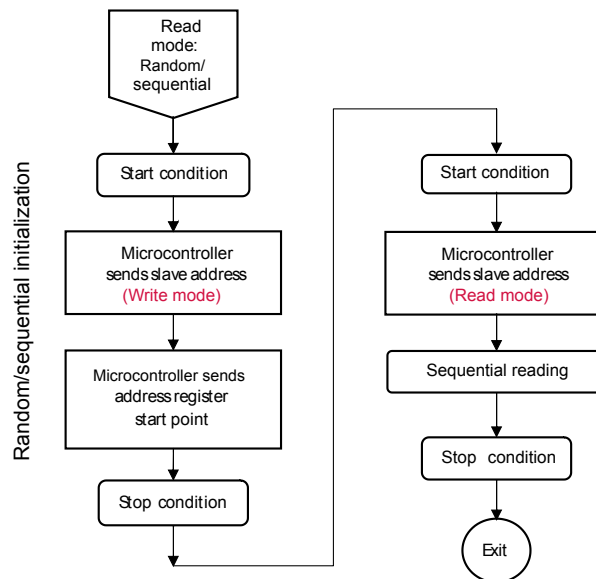 Read
mode:
Random/
sequential
Random/sequential initialization
Start condition
Microcontroller
sends slave address
(Write mode)
Microcontroller sends
address register
start point
Stop condition
Start condition
Microcontroller
sends slave address
(Read mode)
Sequential reading
Stop condition
Exit